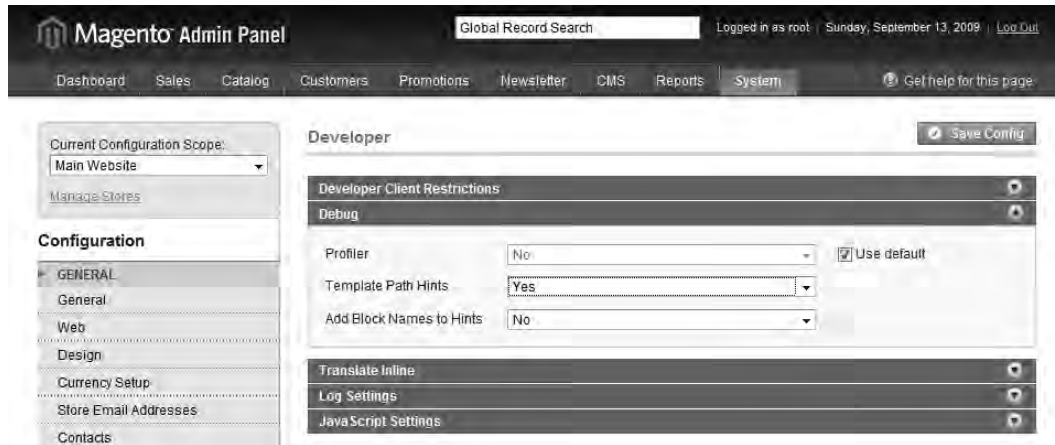 Magento Admin Panel
Global Record Search
Logged in as root | Sunday, September 13, 2009 | Log Out
Dashboard Sales Catalog Customers Promotions Newsletter CMS Reports System
Get help for this page
Current Configuration Scope:
Main Website
Manage Stores
Configuration
GENERAL
General
Web
Design
Currency Setup
Store Email Addresses
Contacts
Developer
Save Config
Developer Client Restrictions
Debug
Profiler No Use default
Template Path Hints Yes
Add Block Names to Hints No
Translate Inline
Log Settings
JavaScript Settings